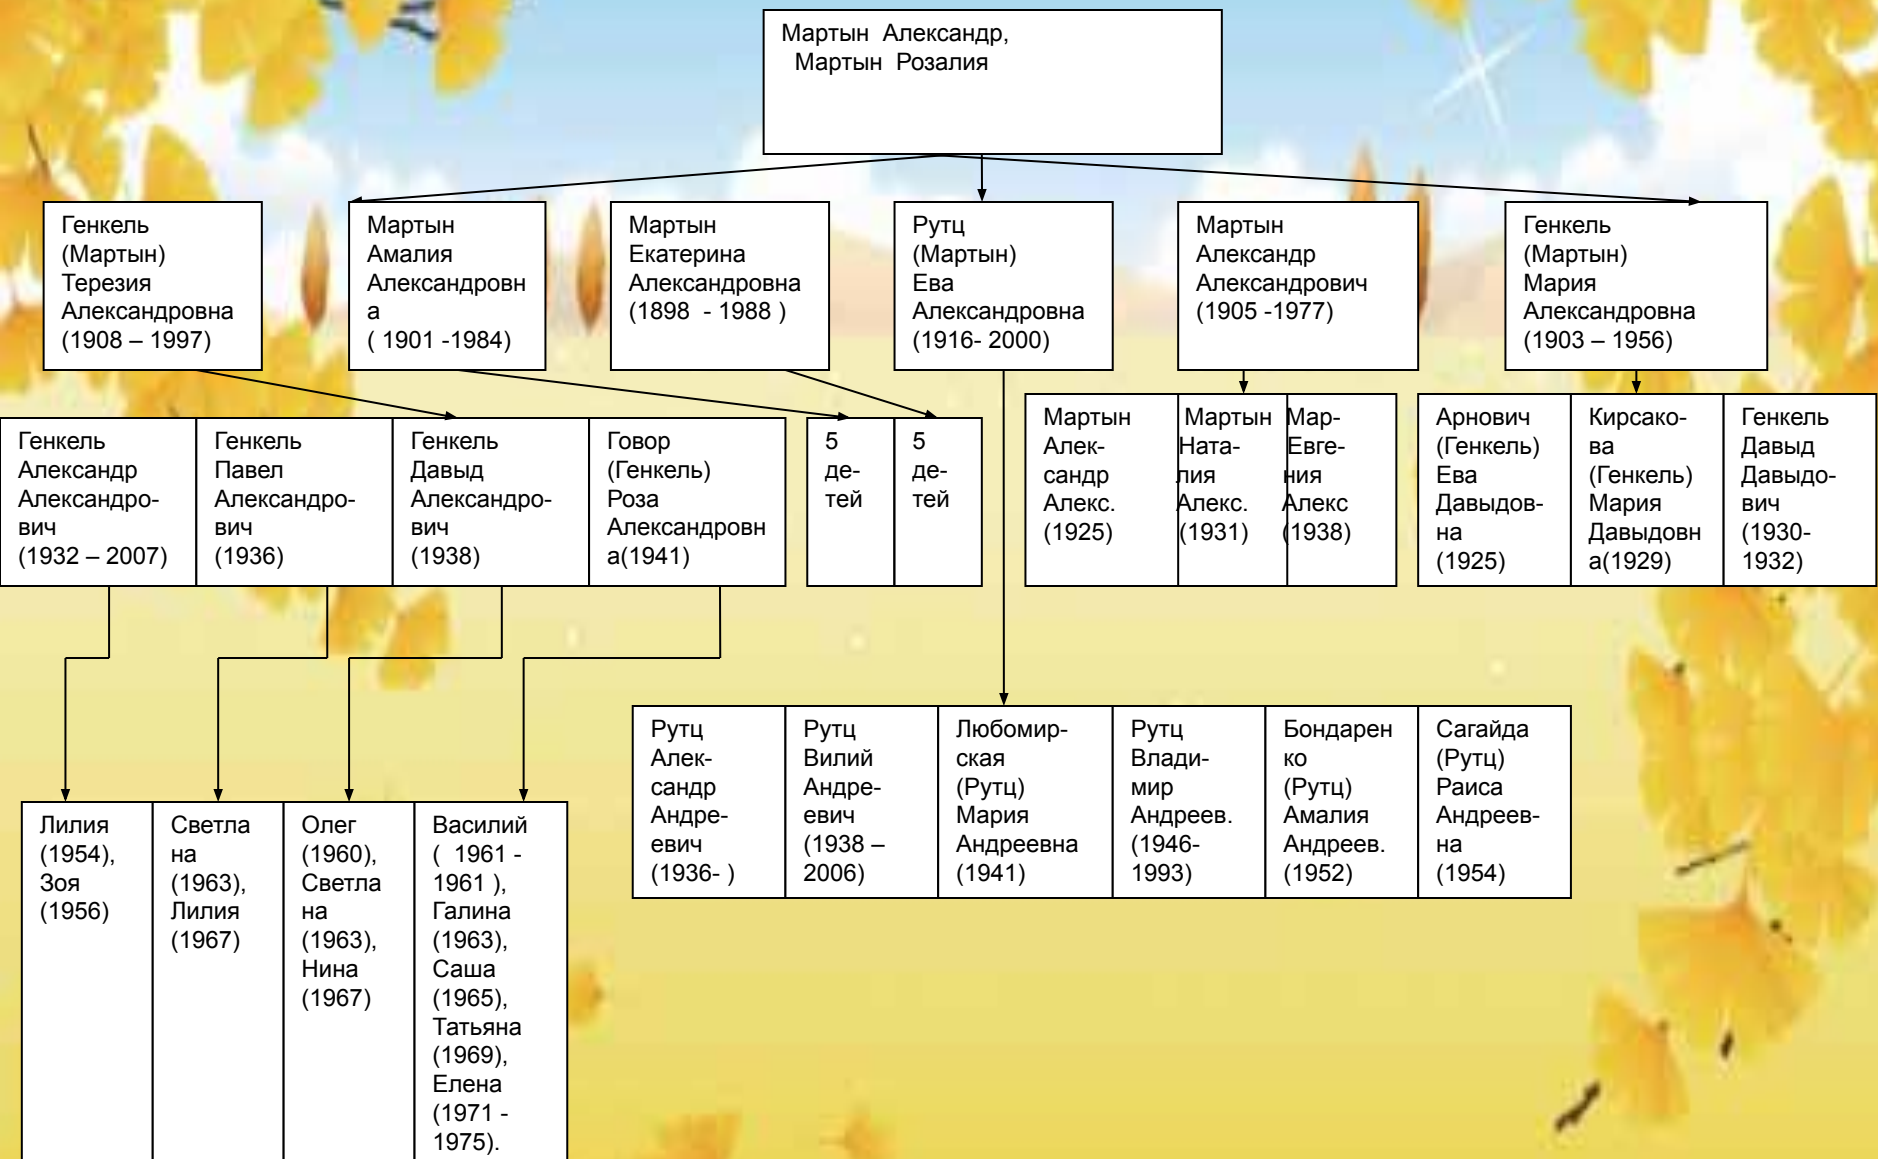 Мартын Александр,
Мартын Розалия
Генкель
(Мартын)
Терезия
Александровна
(1908 – 1997)
Мартын
Амалия
Александровн
а
( 1901 -1984)
Мартын
Екатерина
Александровна
(1898 - 1988 )
Рутц
(Мартын)
Ева
Александровна
(1916- 2000)
Мартын
Александр
Александрович
(1905 -1977)
Генкель
(Мартын)
Мария
Александровна
(1903 – 1956)
Генкель
Александр
Александро-
вич
(1932 – 2007)
Генкель
Павел
Александро-
вич
(1936)
Генкель
Давыд
Александро-
вич
(1938)
Говор
(Генкель)
Роза
Александровн
а(1941)
5
де-
тей
5
де-
тей
Мартын
Алек-
сандр
Алекс.
(1925)
Мартын
Ната-
лия
Алекс.
(1931)
Мар-
Евге-
ния
Алекс
(1938)
Арнович
(Генкель)
Ева
Давыдов-
на
(1925)
Кирсако-
ва
(Генкель)
Мария
Давыдовн
а(1929)
Генкель
Давыд
Давыдо-
вич
(1930-
1932)
Рутц
Алек-
сандр
Андре-
евич
(1936- )
Рутц
Вилий
Андре-
евич
(1938 –
2006)
Любомир-
ская
(Рутц)
Мария
Андреевна
(1941)
Рутц
Влади-
мир
Андреев.
(1946-
1993)
Бондарен
ко
(Рутц)
Амалия
Андреев.
(1952)
Сагайда
(Рутц)
Раиса
Андреев-
на
(1954)
Лилия
(1954),
Зоя
(1956)
Светла
на
(1963),
Лилия
(1967)
Олег
(1960),
Светла
на
(1963),
Нина
(1967)
Василий
( 1961 -
1961 ),
Галина
(1963),
Саша
(1965),
Татьяна
(1969),
Елена
(1971 -
1975).